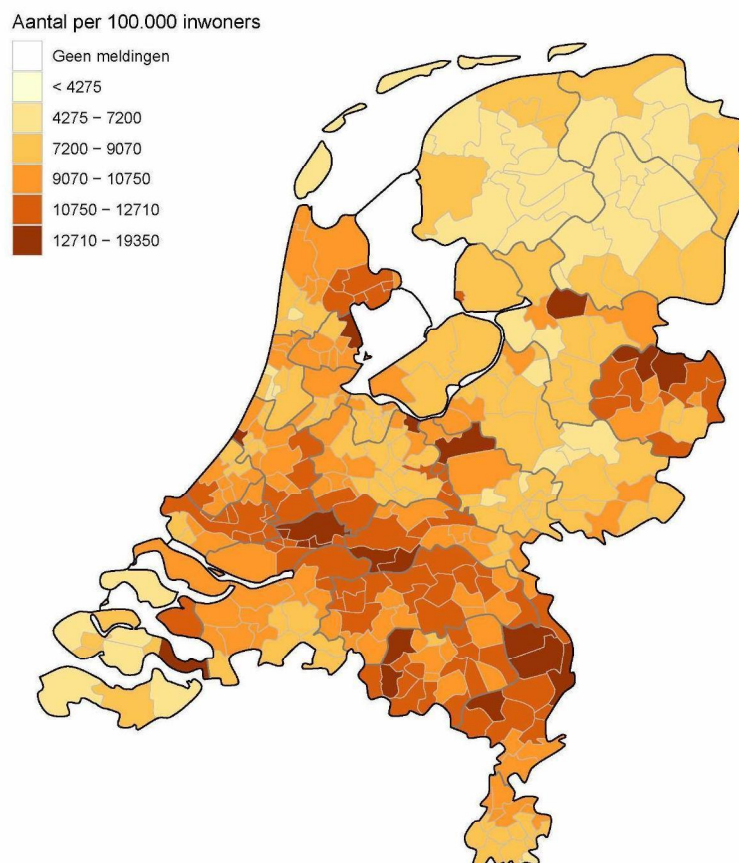 Aantal per 100.000 inwoners
Geen meldingen
< 4275
4275 – 7200
7200 – 9070
9070 – 10750
10750 – 12710
12710 – 19350